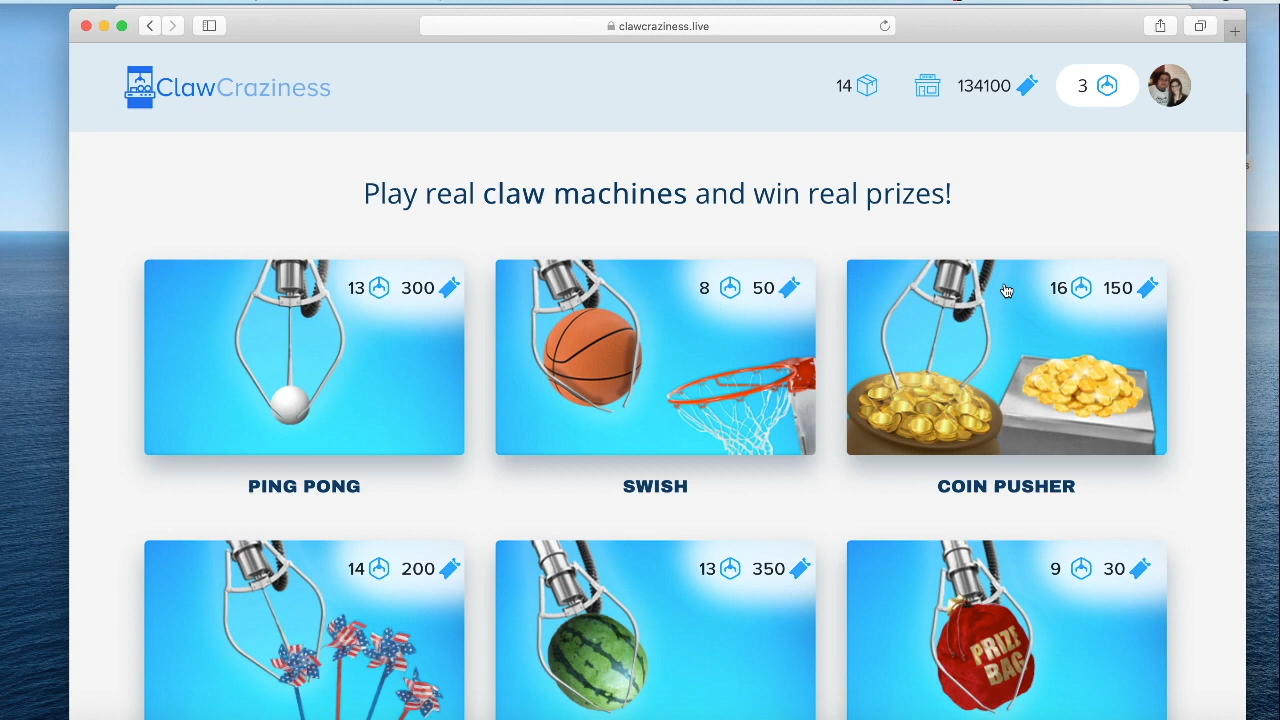 clawcraziness.live
ClawCraziness
14
134100
3
Play real claw machines and win real prizes!
13 300
8 50
16 150
PING PONG
SWISH
COIN PUSHER
14 200
13 350
9 30
PRIZE
BAG